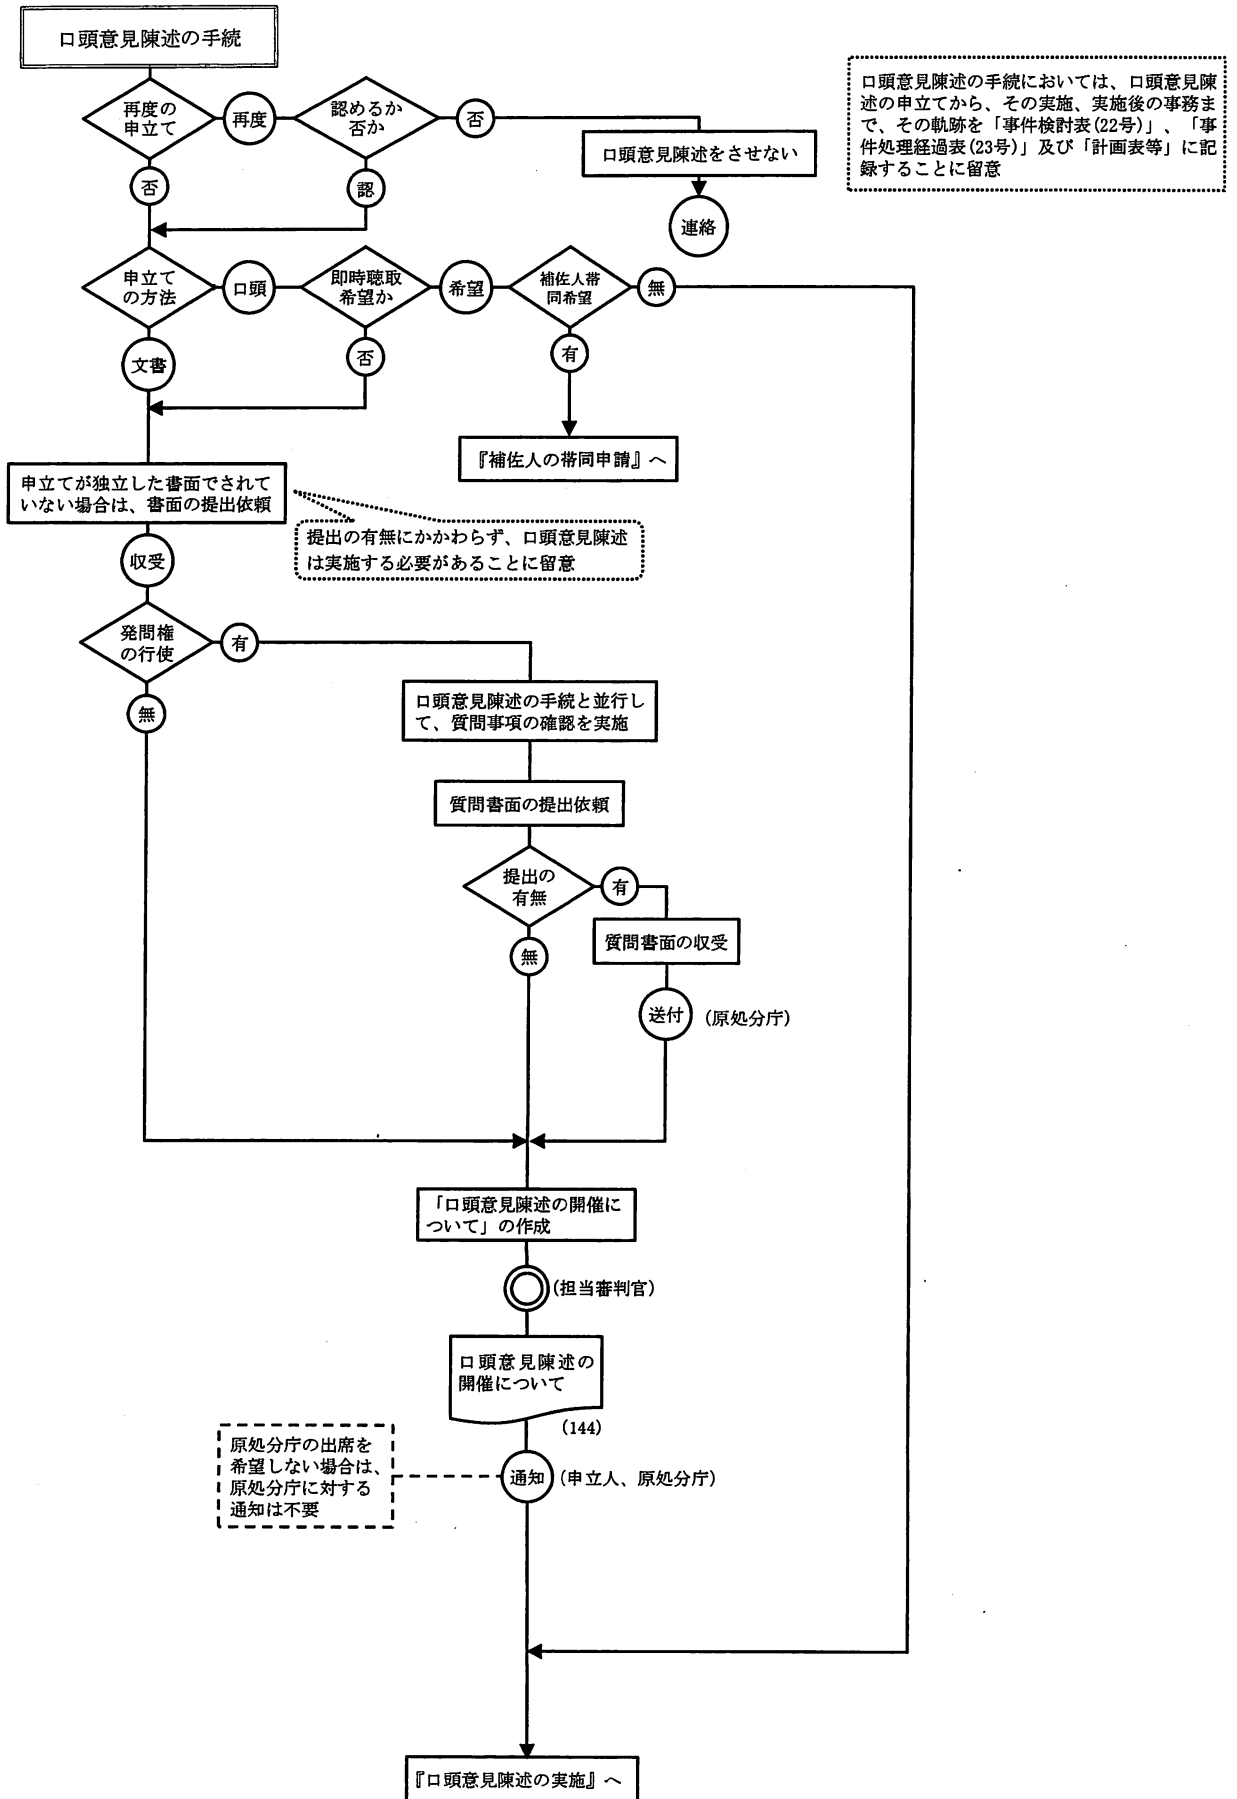 口頭意見陳述の手続
口頭意見陳述の手続においては、口頭意見陳
述の申立てから、その実施、実施後の事務ま
で、その軌跡を「事件検討表(22号)」、「事
件処理経過表(23号)」及び「計画表等」に記
録することに留意
再度の
申立て
再度
認めるか
否か
否
口頭意見陳述をさせない
連絡
否
認
申立て
の方法
口頭
即時聴取
希望か
希望
補佐人帯
同希望
無
文書
否
有
『補佐人の帯同申請』へ
申立てが独立した書面でされて
いない場合は、書面の提出依頼
提出の有無にかかわらず、口頭意見陳述
は実施する必要があることに留意
収受
発問権
の行使
有
無
口頭意見陳述の手続と並行し
て、質問事項の確認を実施
質問書面の提出依頼
提出の
有無
有
質問書面の収受
無
送付
(原処分庁)
「口頭意見陳述の開催に
ついて」の作成
(担当審判官)
口頭意見陳述の
開催について
(144)
原処分庁の出席を
希望しない場合は、
原処分庁に対する
通知は不要
通知
(申立人、原処分庁)
『口頭意見陳述の実施』へ